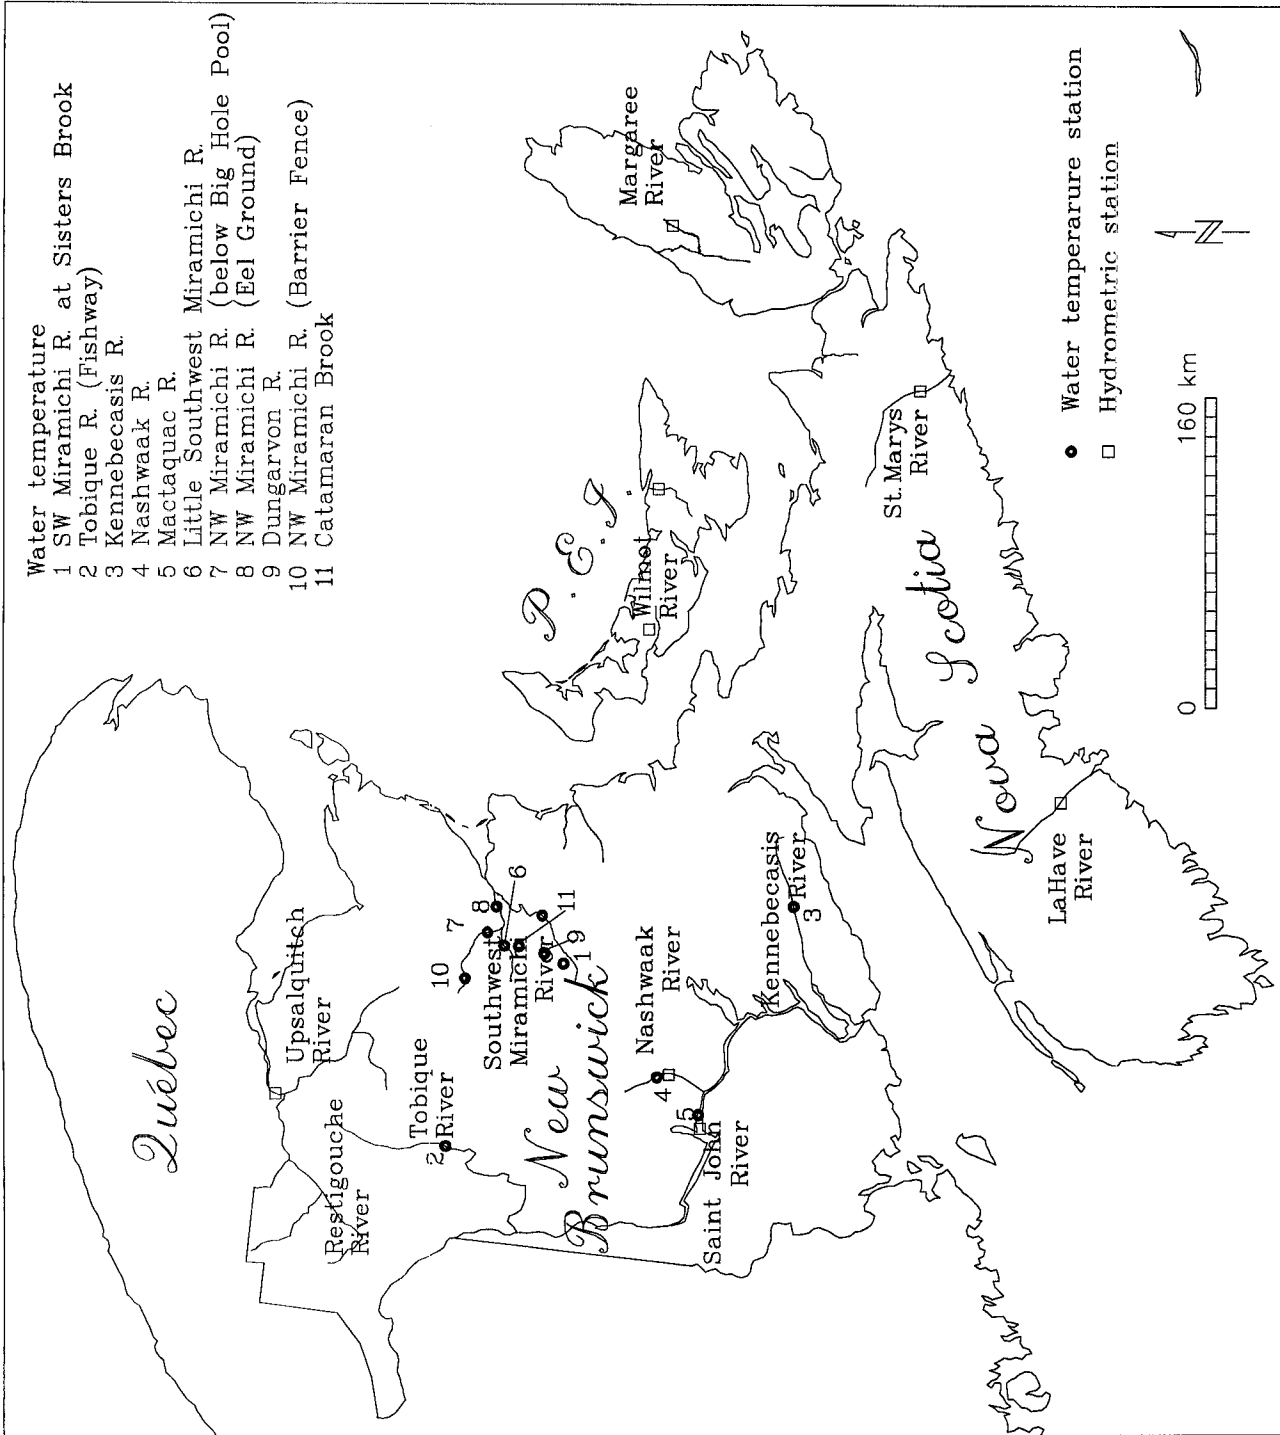 Water temperature
1 SW Miramichi R. at Sisters Brook
2 Tobique R. (Fishway)
3 Kennebecasis R.
4 Nashwaak R.
5 Mactaquac R.
6 Little Southwest Miramichi R.
7 NW Miramichi R. (below Big Hole Pool)
8 NW Miramichi R. (Eel Ground)
9 Dungarvon R.
10 NW Miramichi R. (Barrier Fence)
11 Catamaran Brook
Québec
Upsalquitch
River
Restigouche
River
Tobique
River
2
10
7
8
6
11
9
1
Southwest
Miramichi
River
New
Brunswick
Nashwaak
River
4
5
Saint John
River
Kennebecasis
River
3
P.E.I.
Wilmot
River
Margaree
River
St.Marys
River
Nova Scotia
LaHave
River
0
160 km
N
Water temperarure station
Hydrometric station